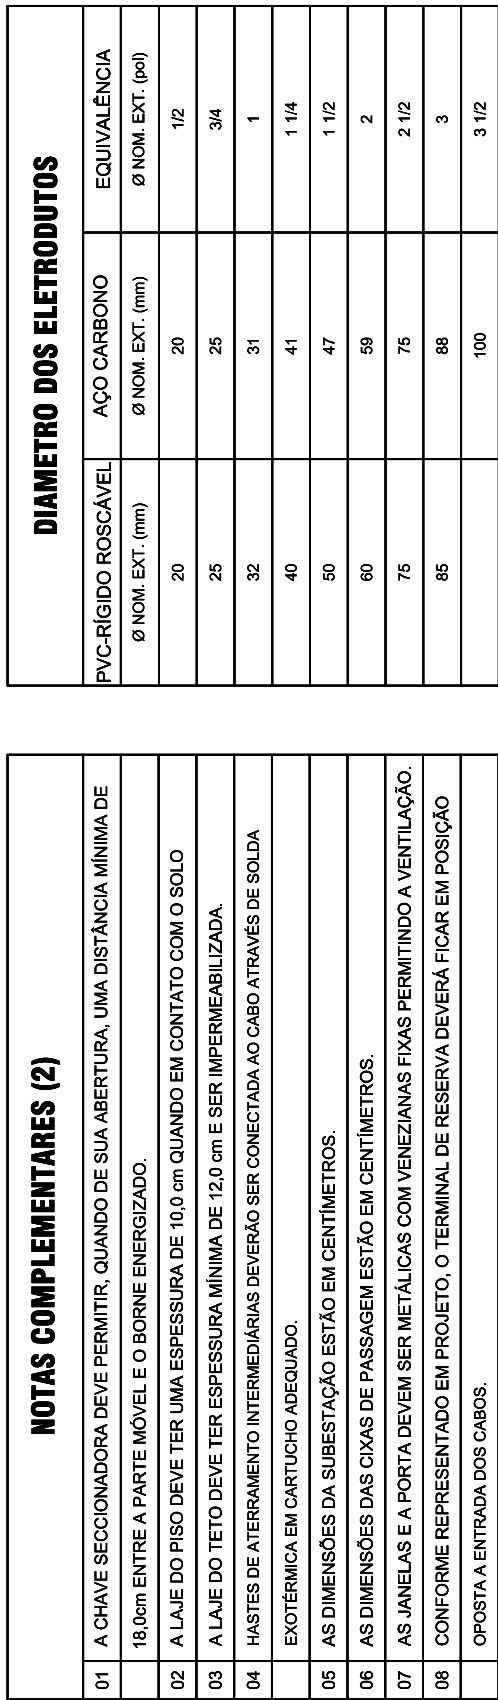 NOTAS COMPLEMENTARES (2)
01 A CHAVE SECCIONADORA DEVE PERMITIR, QUANDO DE SUA ABERTURA, UMA DISTÂNCIA MÍNIMA DE
18,0cm ENTRE A PARTE MÓVEL E O BORNE ENERGIZADO.
02 A LAJE DO PISO DEVE TER UMA ESPESSURA DE 10,0 cm QUANDO EM CONTATO COM O SOLO
03 A LAJE DO TETO DEVE TER ESPESSURA MÍNIMA DE 12,0 cm E SER IMPERMEABILIZADA.
04 HASTES DE ATERRAMENTO INTERMEDIÁRIAS DEVERÃO SER CONECTADA AO CABO ATRAVÉS DE SOLDA
EXOTÉRMICA EM CARTUCHO ADEQUADO.
05 AS DIMENSÕES DA SUBESTAÇÃO ESTÃO EM CENTÍMETROS.
06 AS DIMENSÕES DAS CIXAS DE PASSAGEM ESTÃO EM CENTÍMETROS.
07 AS JANELAS E A PORTA DEVEM SER METÁLICAS COM VENEZIANAS FIXAS PERMITINDO A VENTILAÇÃO.
08 CONFORME REPRESENTADO EM PROJETO, O TERMINAL DE RESERVA DEVERÁ FICAR EM POSIÇÃO
OPOSTA A ENTRADA DOS CABOS.
DIAMETRO DOS ELETRODUTOS
PVC-RÍGIDO ROSCÁVEL AÇO CARBONO EQUIVALÊNCIA
Ø NOM. EXT. (mm) Ø NOM. EXT. (mm) Ø NOM. EXT. (pol)
20 20 1/2
25 25 3/4
32 31 1
40 41 1 1/4
50 47 1 1/2
60 59 2
75 75 2 1/2
85 88 3
100 3 1/2